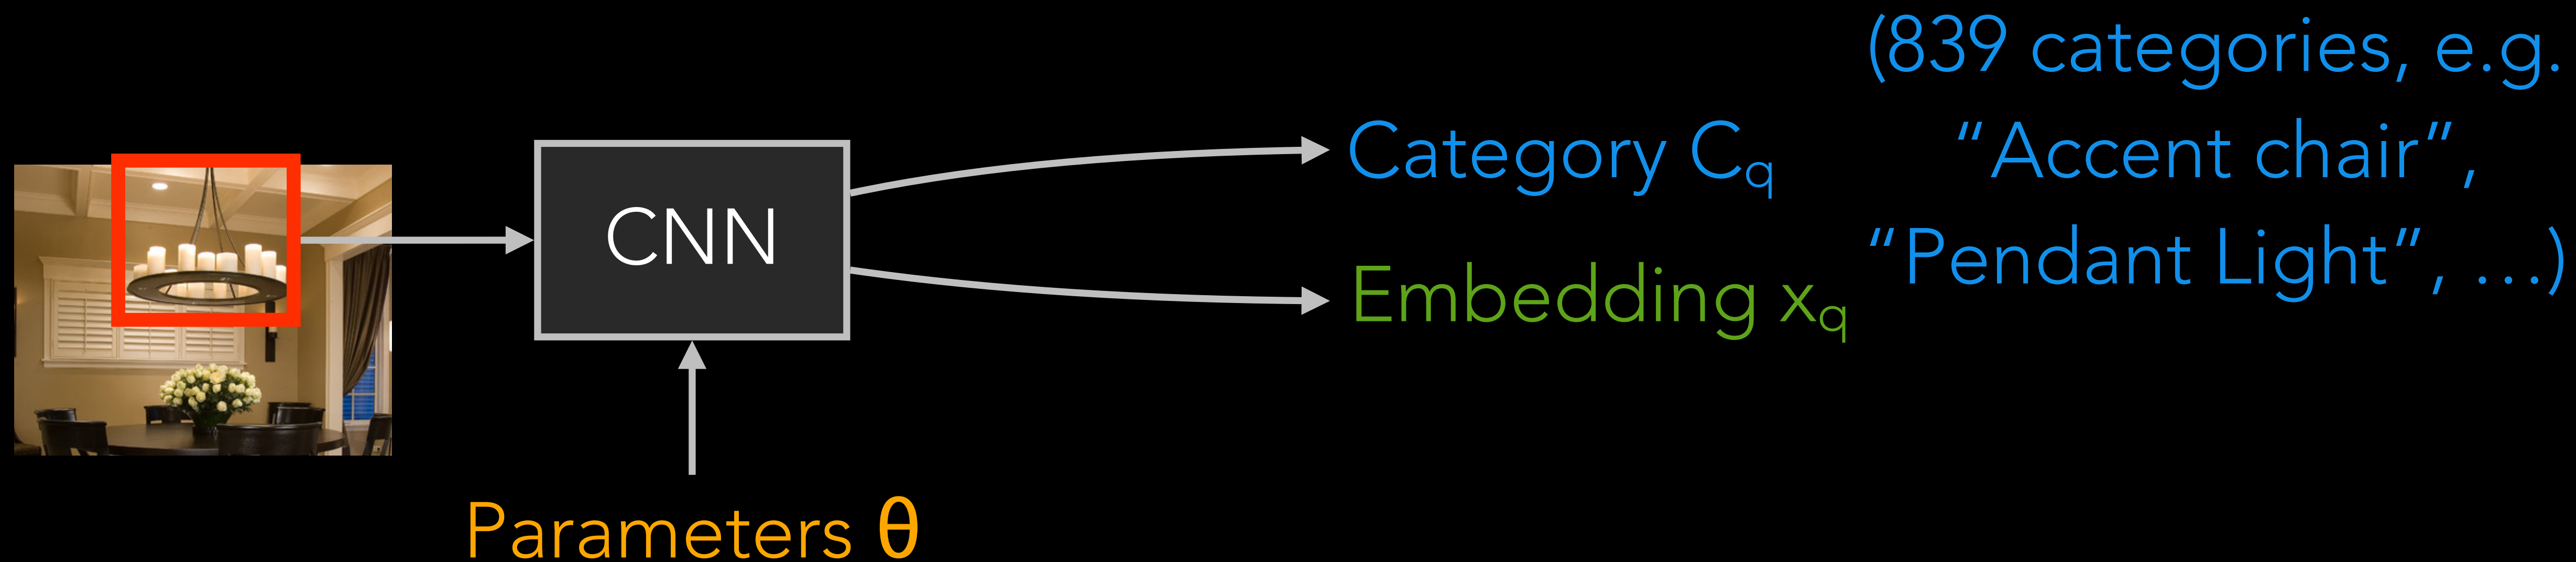 (839 categories, e.g.
"Accent chair",
"Pendant Light", …)
Category Cq
CNN
Embedding xq
Parameters θ